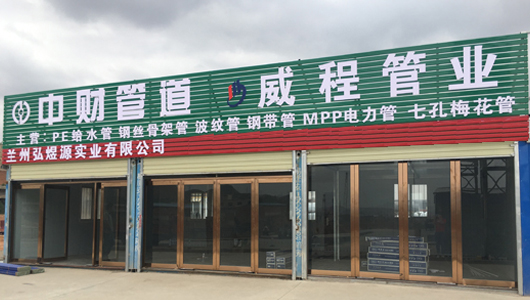 中财管道 威程管业
主营:PE给水管 钢丝骨架管 波纹管 钢带管 MPP电力管 七孔梅花管
兰州弘煜源实业有限公司